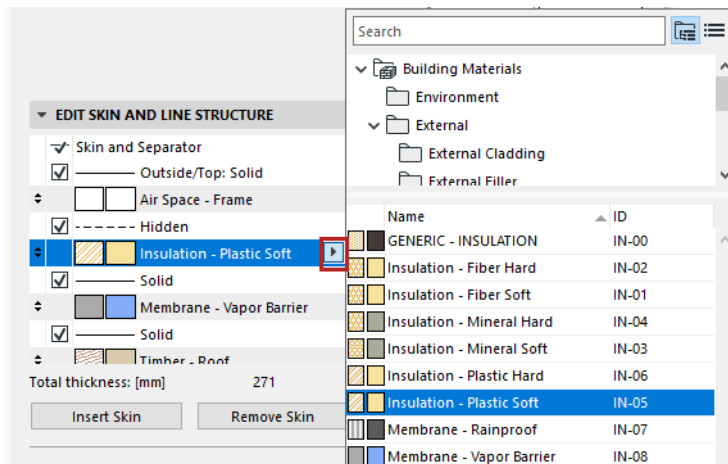 Search
Building Materials
Environment
External
External Cladding
External Filler
EDIT SKIN AND LINE STRUCTURE
Skin and Separator
Outside/Top: Solid
Air Space - Frame
Hidden
Insulation - Plastic Soft
Solid
Membrane - Vapor Barrier
Solid
Timber - Roof
Total thickness: [mm] 271
Insert Skin Remove Skin
Name ID
GENERIC - INSULATION IN-00
Insulation - Fiber Hard IN-02
Insulation - Fiber Soft IN-01
Insulation - Mineral Hard IN-04
Insulation - Mineral Soft IN-03
Insulation - Plastic Hard IN-06
Insulation - Plastic Soft IN-05
Membrane - Rainproof IN-07
Membrane - Vapor Barrier IN-08